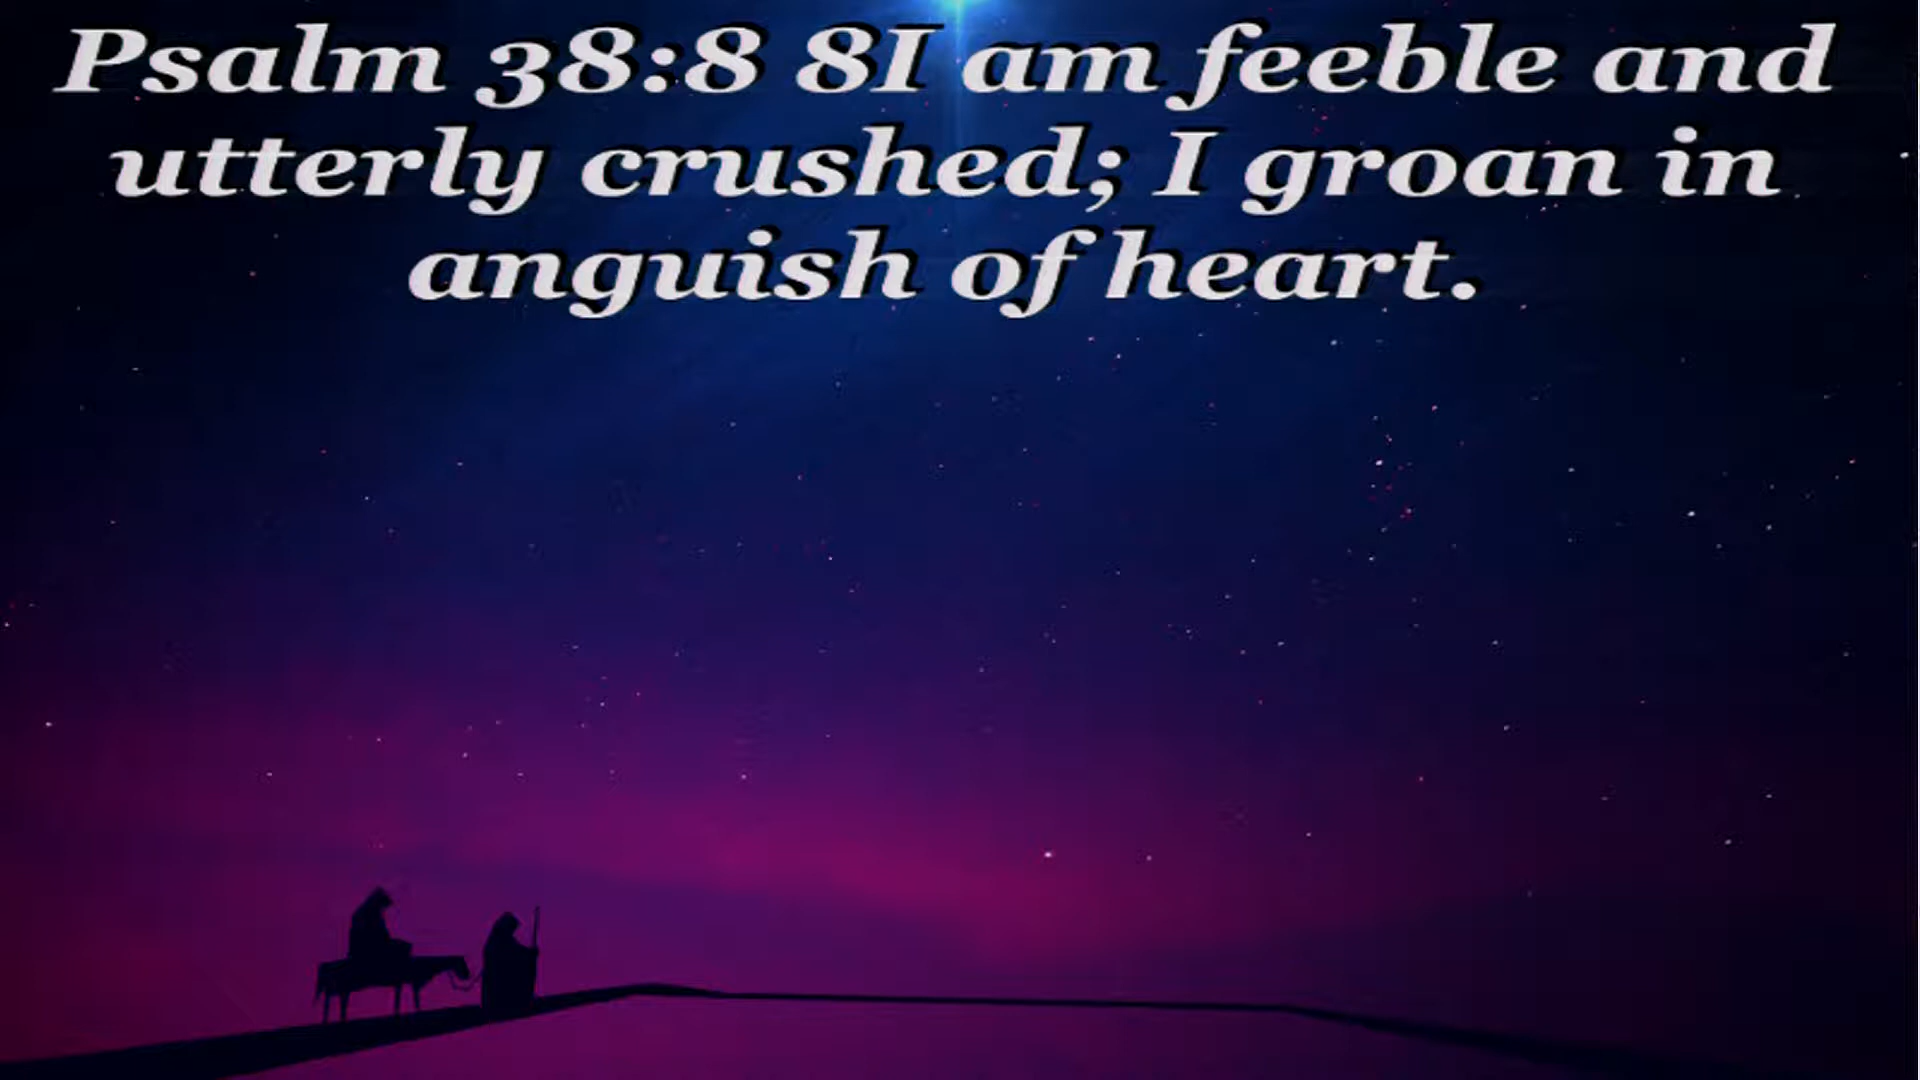 Psalm 38:8 8I am feeble and
utterly crushed; I groan in
anguish of heart.